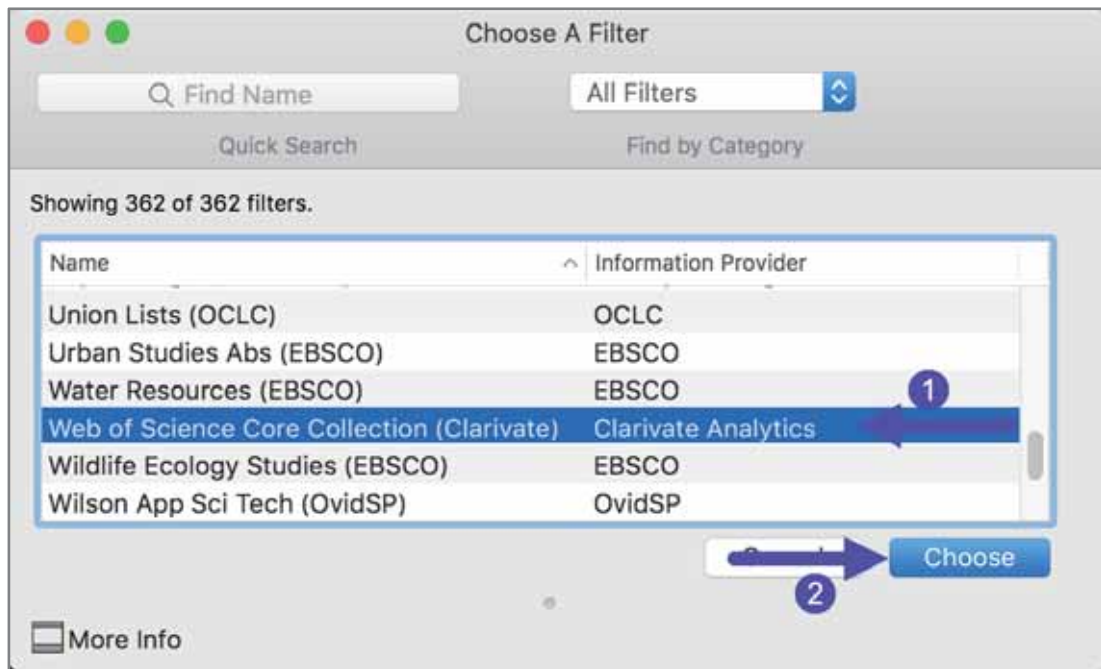 Choose A Filter
Find Name
All Filters
Quick Search
Find by Category
Showing 362 of 362 filters.
Name Information Provider
Union Lists (OCLC) OCLC
Urban Studies Abs (EBSCO) EBSCO
Water Resources (EBSCO) EBSCO
1
Web of Science Core Collection (Clarivate) Clarivate Analytics
Wildlife Ecology Studies (EBSCO) EBSCO
Wilson App Sci Tech (OvidSP) OvidSP
Choose
2
More Info